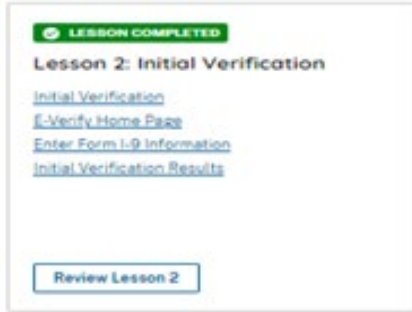 LESSON COMPLETED
Lesson 2: Initial Verification
Initial Verification
E-Verify Home Page
Enter Form I-9 Information
Initial Verification Results
Review Lesson 2